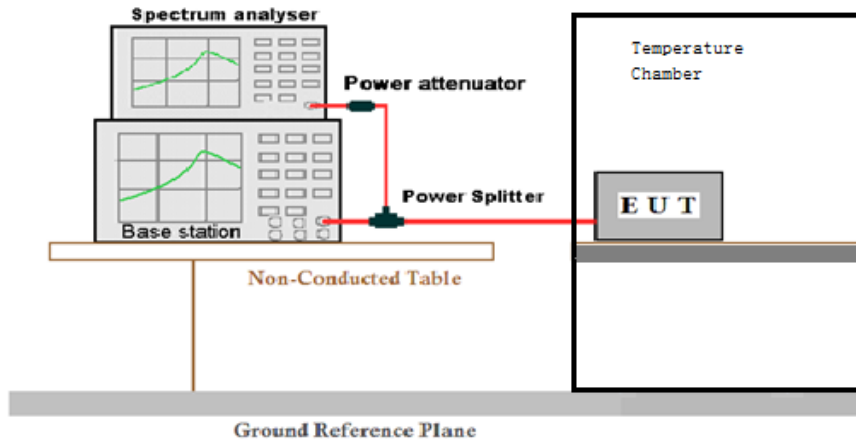 Spectrum analyser
Temperature
Chamber
Power attenuator
Power Splitter
E U T
Base station
Non-Conducted Table
Ground Reference Plane